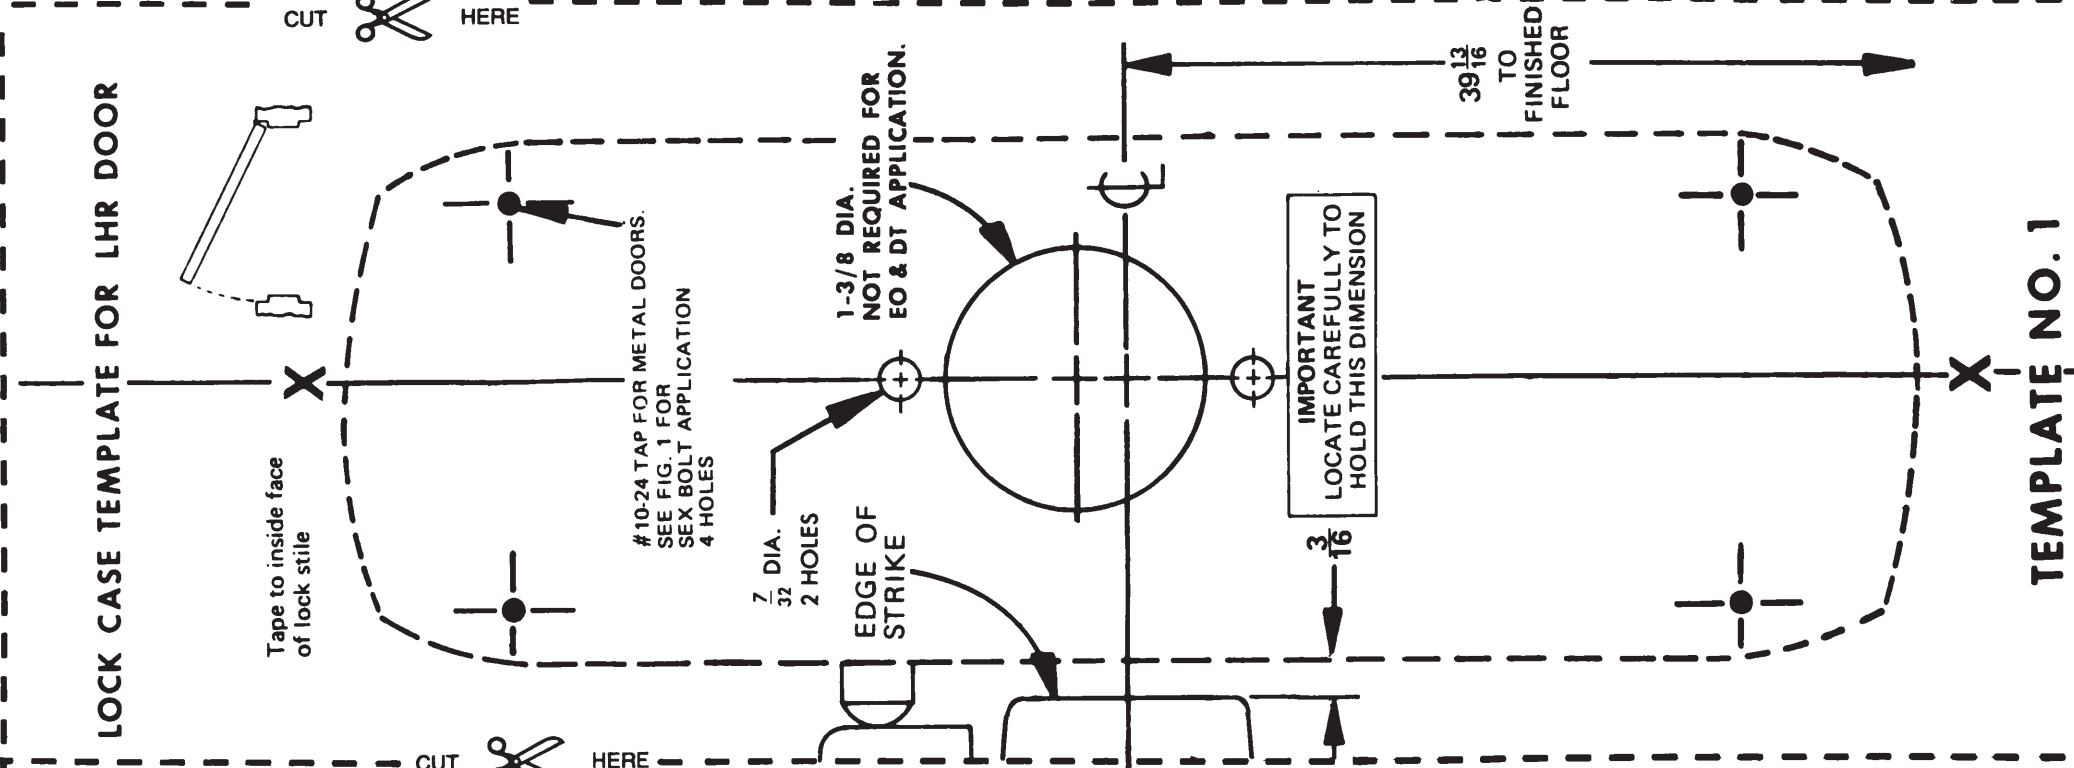 CUT HERE
LOCK CASE TEMPLATE FOR LHR DOOR
Tape to inside face
of lock stile
#10-24 TAP FOR METAL DOORS.
SEE FIG. 1 FOR
SEX BOLT APPLICATION
4 HOLES
7/32 DIA.
2 HOLES
1-3/8 DIA.
NOT REQUIRED FOR
EO & DT APPLICATION.
EDGE OF
STRIKE
IMPORTANT
LOCATE CAREFULLY TO
HOLD THIS DIMENSION
3/16
39 13/16
TO
FINISHED
FLOOR
TEMPLATE NO. 1
CUT HERE